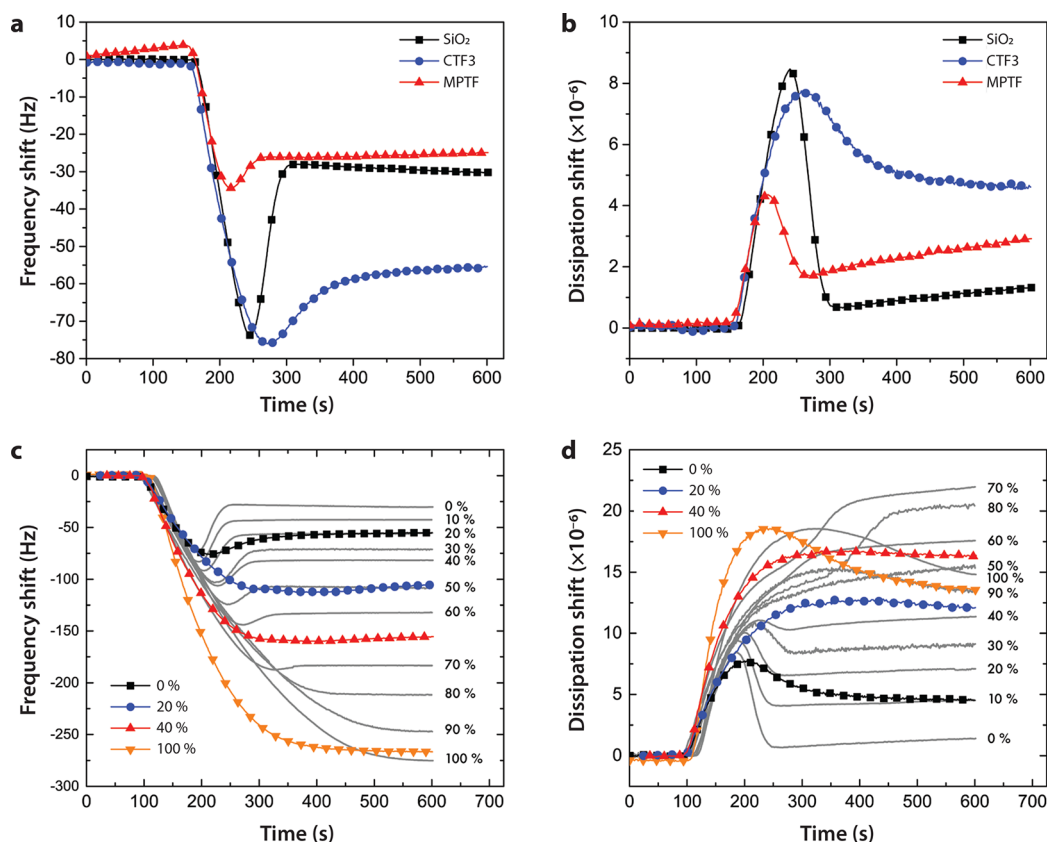 a
10
0
-10
-20
-30
-40
-50
-60
-70
-80
Frequency shift (Hz)
SiO₂
CTF3
MPTF
0 100 200 300 400 500 600
Time (s)
b
10
8
6
4
2
0
Dissipation shift (×10⁻⁶)
SiO₂
CTF3
MPTF
0 100 200 300 400 500 600
Time (s)
c
0
-50
-100
-150
-200
-250
-300
Frequency shift (Hz)
0 %
10 %
20 %
30 %
40 %
50 %
60 %
70 %
80 %
90 %
100 %
0 %
20 %
40 %
100 %
0 100 200 300 400 500 600 700
Time (s)
d
25
20
15
10
5
0
Dissipation shift (×10⁻⁶)
0 %
20 %
40 %
100 %
70 %
80 %
60 %
50 %
100 %
90 %
40 %
30 %
20 %
10 %
0 %
0 100 200 300 400 500 600 700
Time (s)